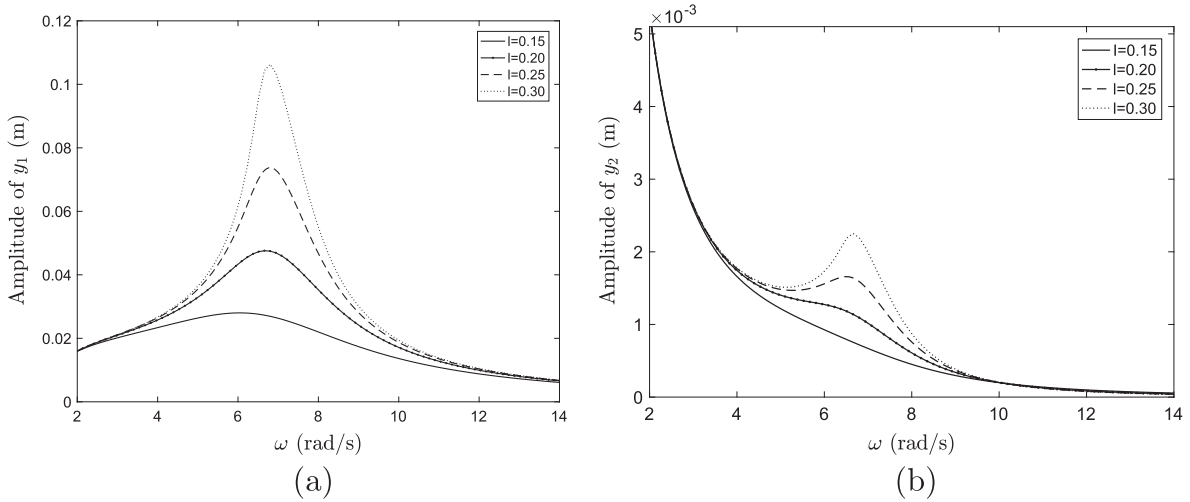 0.12
0.1
0.08
0.06
0.04
0.02
0
2
4
6
8
10
12
14
Amplitude of y₁ (m)
ω (rad/s)
l=0.15
l=0.20
l=0.25
l=0.30
(a)
×10⁻³
5
4
3
2
1
0
2
4
6
8
10
12
14
Amplitude of y₂ (m)
ω (rad/s)
l=0.15
l=0.20
l=0.25
l=0.30
(b)